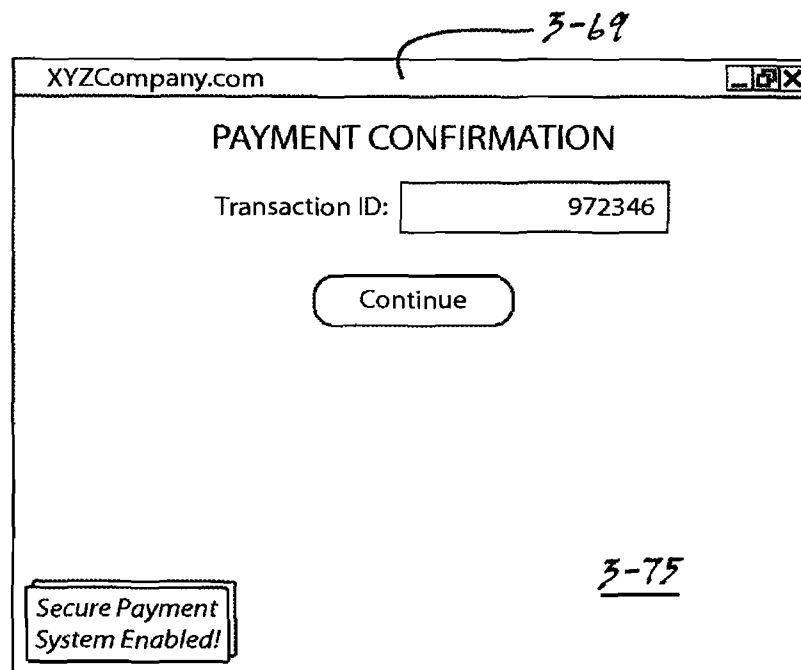 3-69
XYZCompany.com
PAYMENT CONFIRMATION
Transaction ID: 972346
Continue
3-75
Secure Payment
System Enabled!